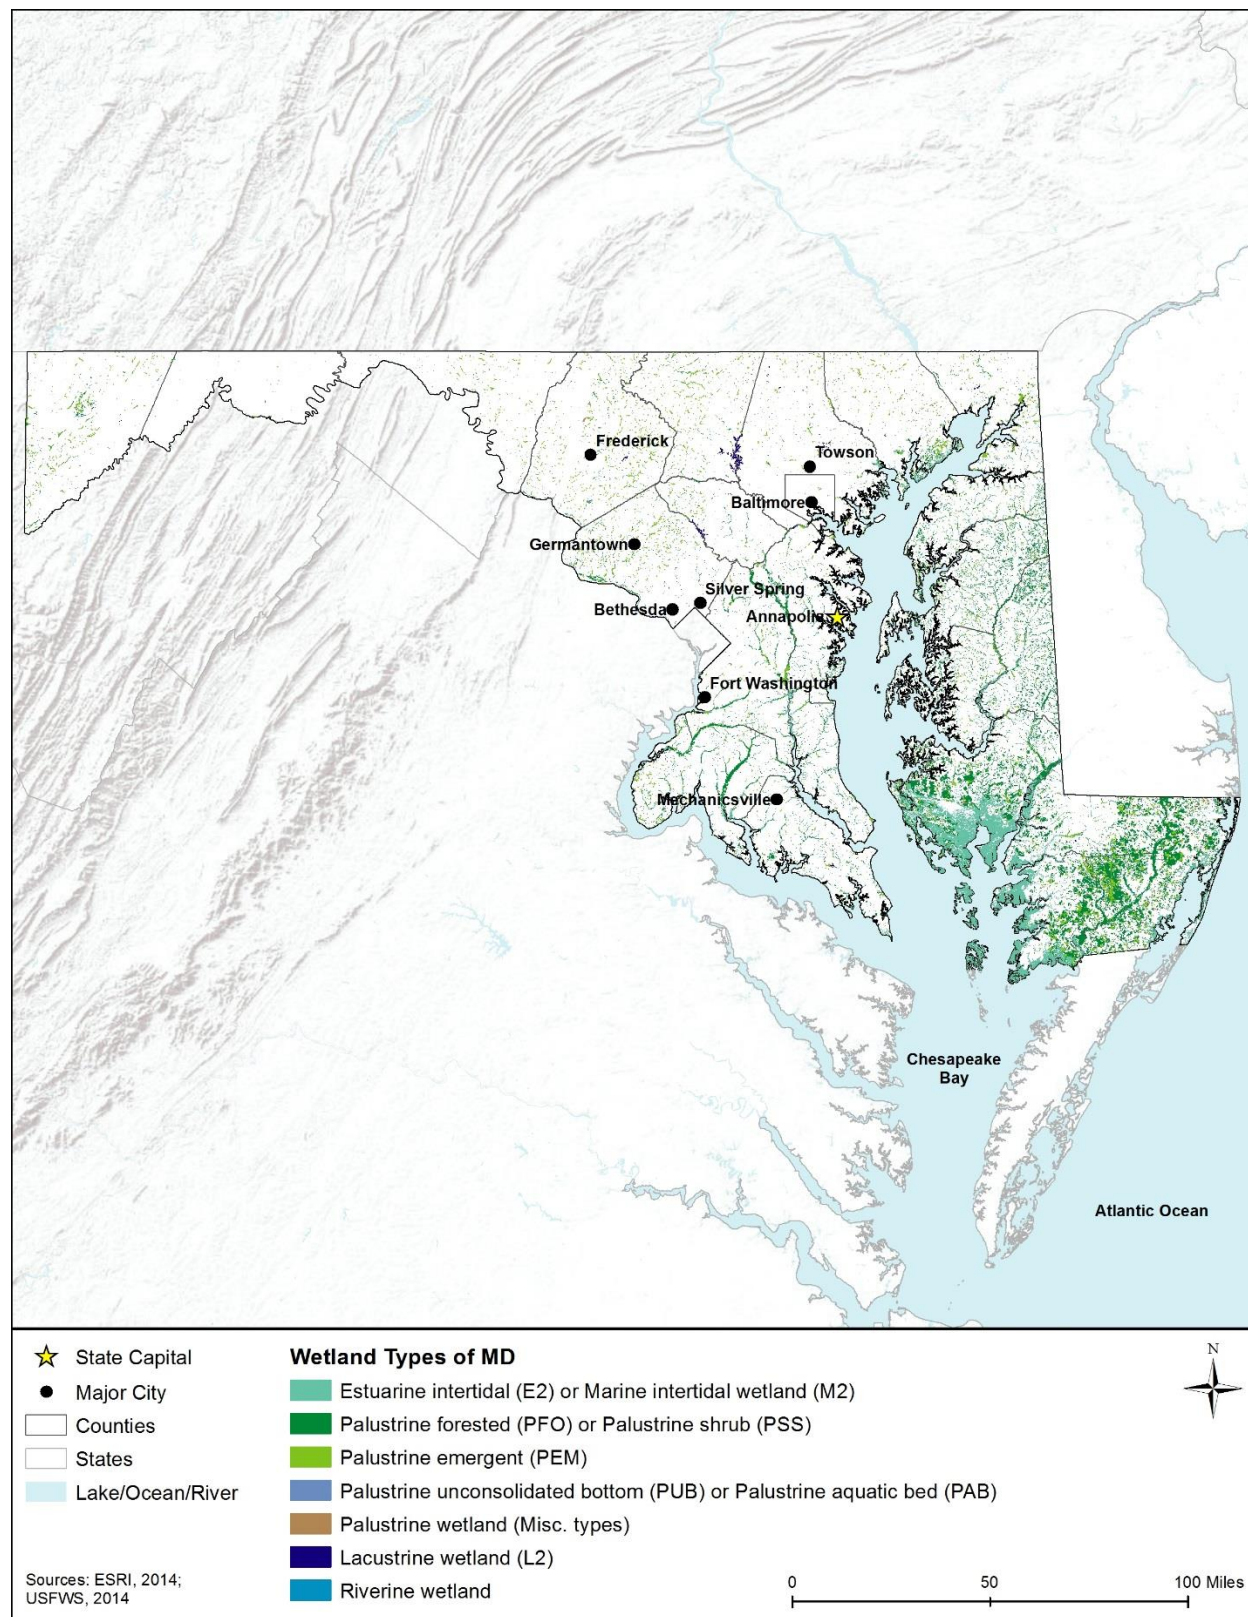 Frederick
Towson
Baltimore
Germantown
Silver Spring
Bethesda
Annapolis
Fort Washington
Mechanicsville
Chesapeake
Bay
Atlantic Ocean
State Capital
Major City
Counties
States
Lake/Ocean/River
Sources: ESRI, 2014;
USFWS, 2014
Wetland Types of MD
Estuarine intertidal (E2) or Marine intertidal wetland (M2)
Palustrine forested (PFO) or Palustrine shrub (PSS)
Palustrine emergent (PEM)
Palustrine unconsolidated bottom (PUB) or Palustrine aquatic bed (PAB)
Palustrine wetland (Misc. types)
Lacustrine wetland (L2)
Riverine wetland
N
0 50 100 Miles